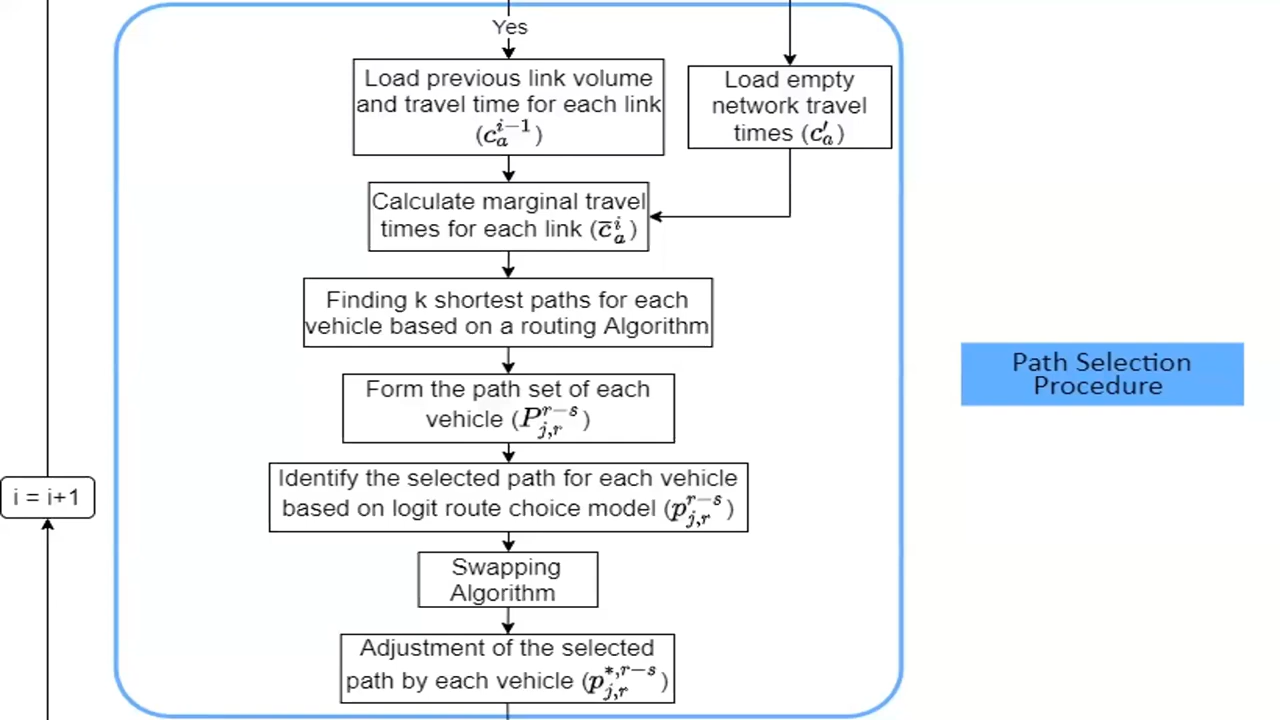 Yes
Load previous link volume
and travel time for each link
(c_a^{i-1})
Load empty
network travel
times (c'_a)
Calculate marginal travel
times for each link (c̅_a^i)
Finding k shortest paths for each
vehicle based on a routing Algorithm
Form the path set of each
vehicle (P_{j,r}^{r-s})
Identify the selected path for each vehicle
based on logit route choice model (p_{j,r}^{r-s})
Swapping
Algorithm
Adjustment of the selected
path by each vehicle (p_{j,r}^{*,r-s})
i = i+1
Path Selection
Procedure